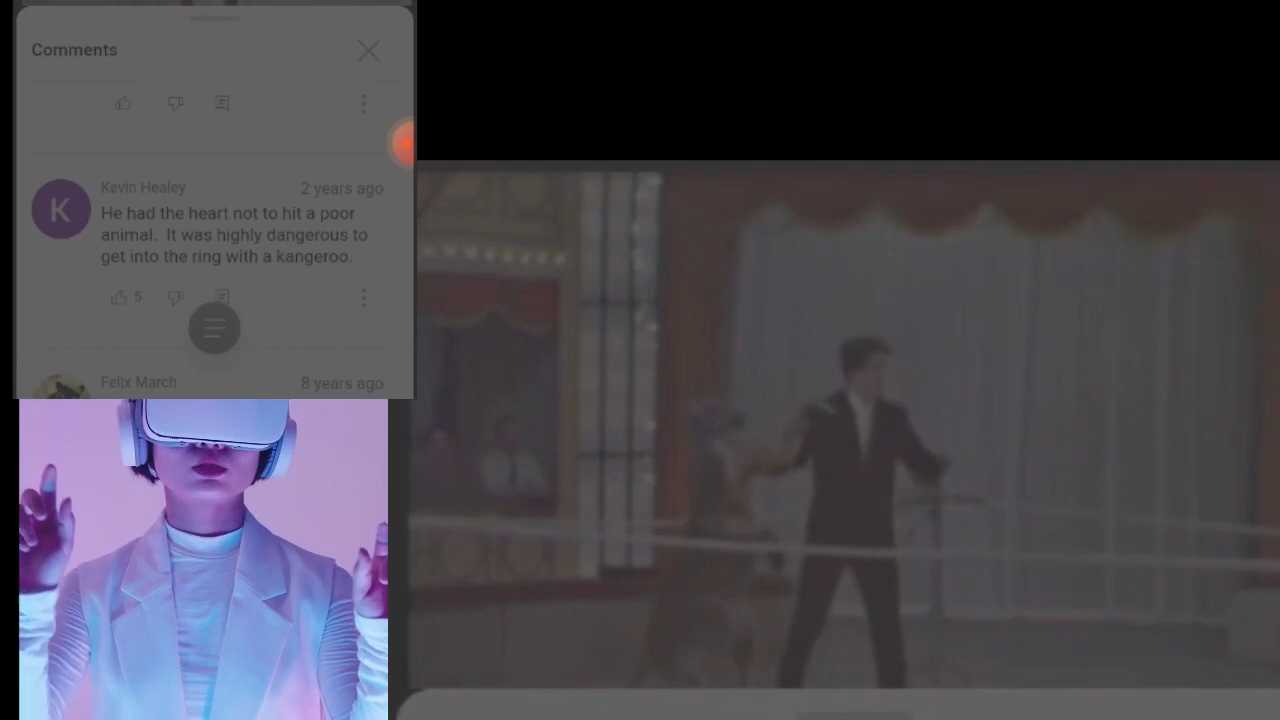 Comments
Kevin Healey
2 years ago
He had the heart not to hit a poor
animal. It was highly dangerous to
get into the ring with a kangeroo.
K
5
Felix March
8 years ago